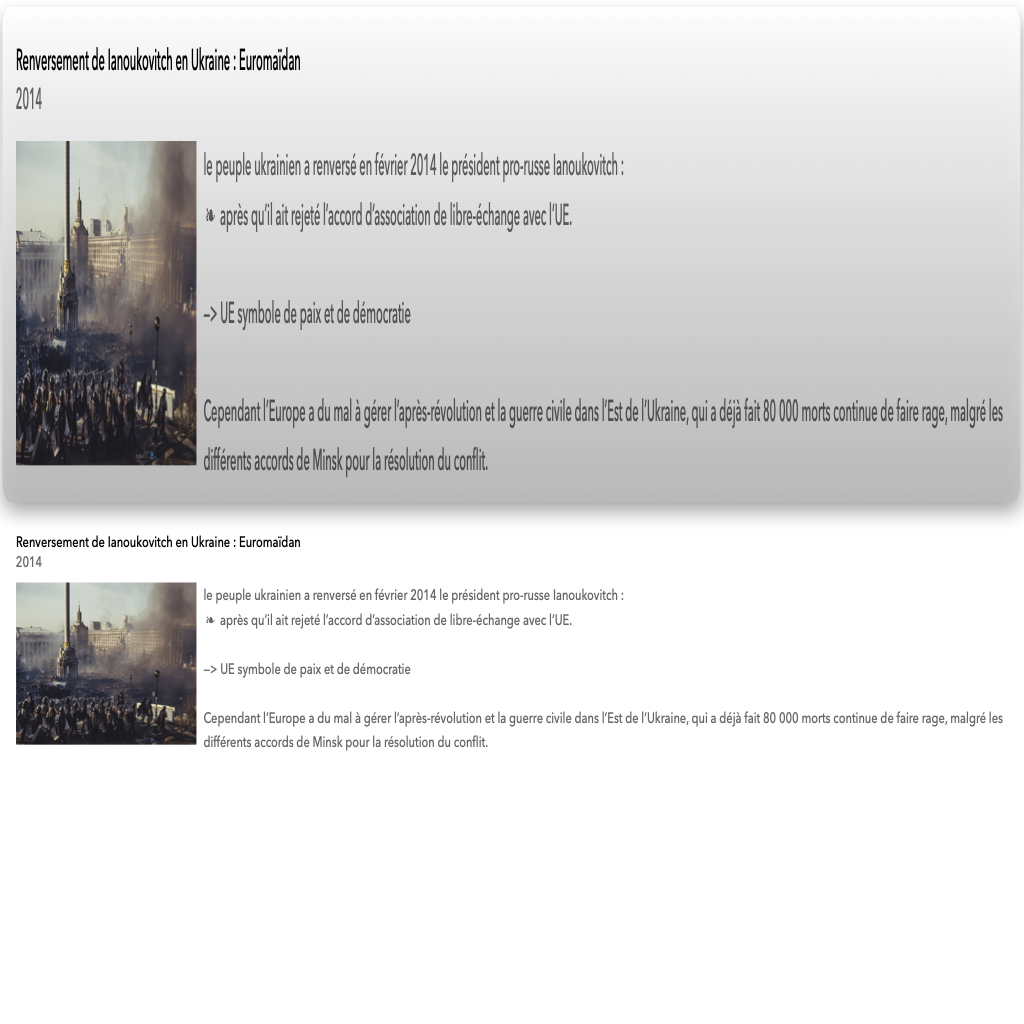 Renversement de Ianoukovitch en Ukraine : Euromaïdan
2014
le peuple ukrainien a renversé en février 2014 le président pro-russe Ianoukovitch :
❧ après qu’il ait rejeté l’accord d’association de libre-échange avec l’UE.
–> UE symbole de paix et de démocratie
Cependant l’Europe a du mal à gérer l’après-révolution et la guerre civile dans l’Est de l’Ukraine, qui a déjà fait 80 000 morts continue de faire rage, malgré les
différents accords de Minsk pour la résolution du conflit.
Renversement de Ianoukovitch en Ukraine : Euromaïdan
2014
le peuple ukrainien a renversé en février 2014 le président pro-russe Ianoukovitch :
❧ après qu’il ait rejeté l’accord d’association de libre-échange avec l’UE.
–> UE symbole de paix et de démocratie
Cependant l’Europe a du mal à gérer l’après-révolution et la guerre civile dans l’Est de l’Ukraine, qui a déjà fait 80 000 morts continue de faire rage, malgré les
différents accords de Minsk pour la résolution du conflit.